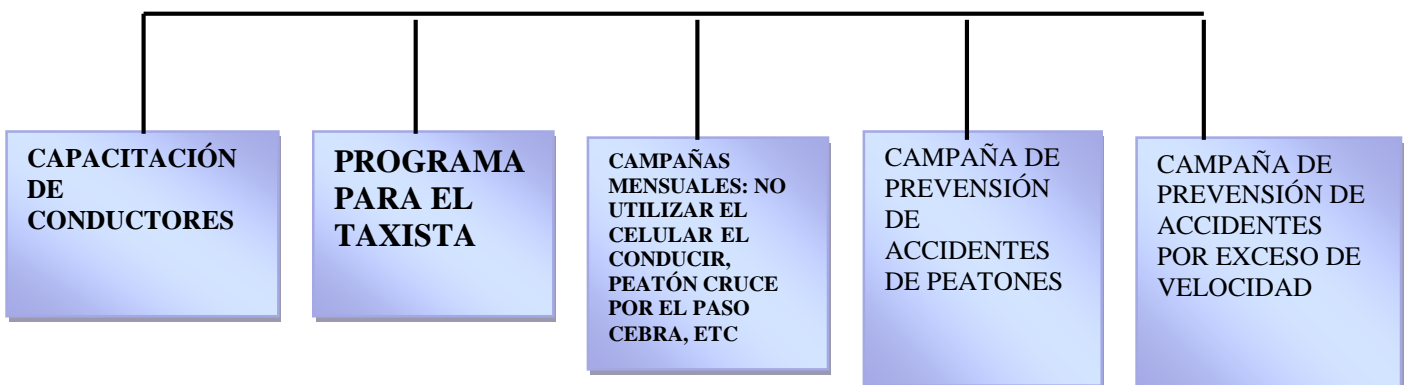 CAPACITACIÓN
DE
CONDUCTORES
PROGRAMA
PARA EL
TAXISTA
CAMPAÑAS
MENSUALES: NO
UTILIZAR EL
CELULAR EL
CONDUCIR,
PEATÓN CRUCE
POR EL PASO
CEBRA, ETC
CAMPAÑA DE
PREVENSIÓN
DE
ACCIDENTES
DE PEATONES
CAMPAÑA DE
PREVENSIÓN DE
ACCIDENTES
POR EXCESO DE
VELOCIDAD